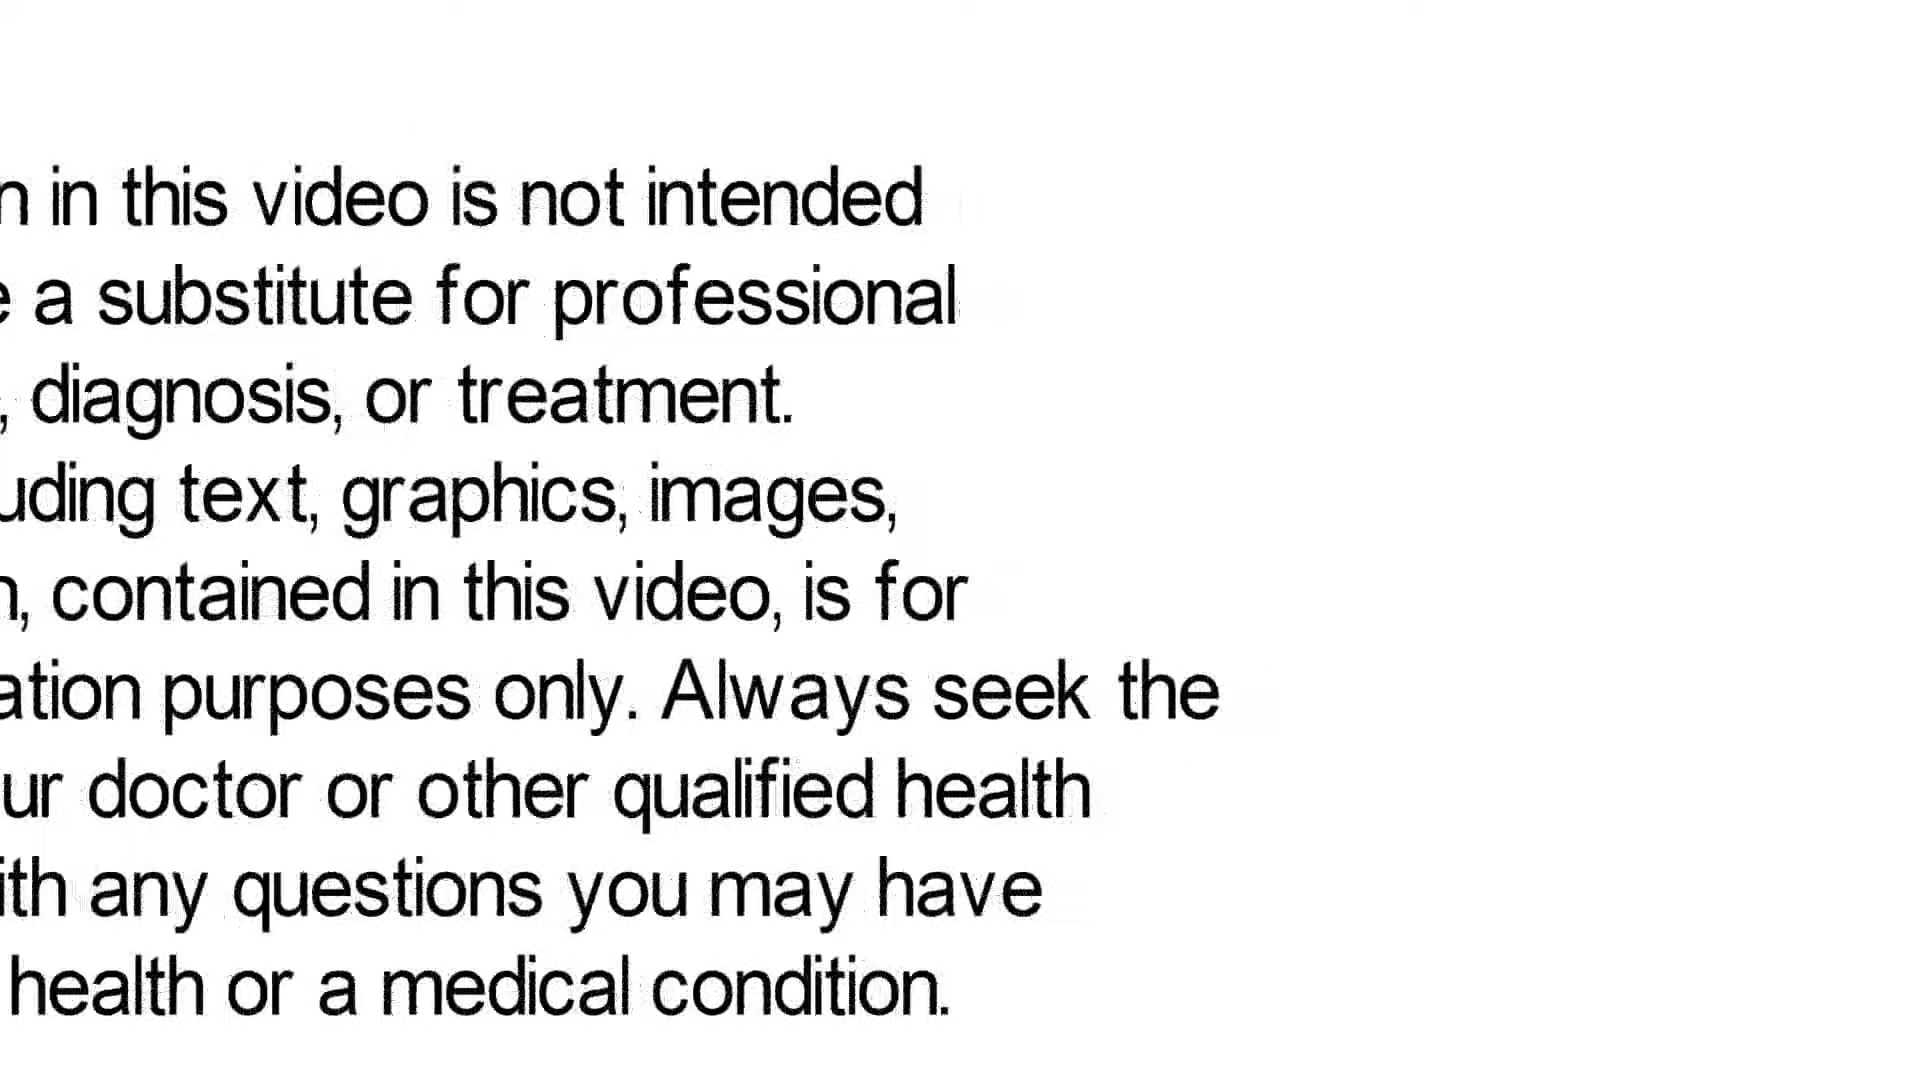 n in this video is not intended
a substitute for professional
, diagnosis, or treatment.
uding text, graphics, images,
, contained in this video, is for
ation purposes only. Always seek the
ur doctor or other qualified health
ith any questions you may have
health or a medical condition.